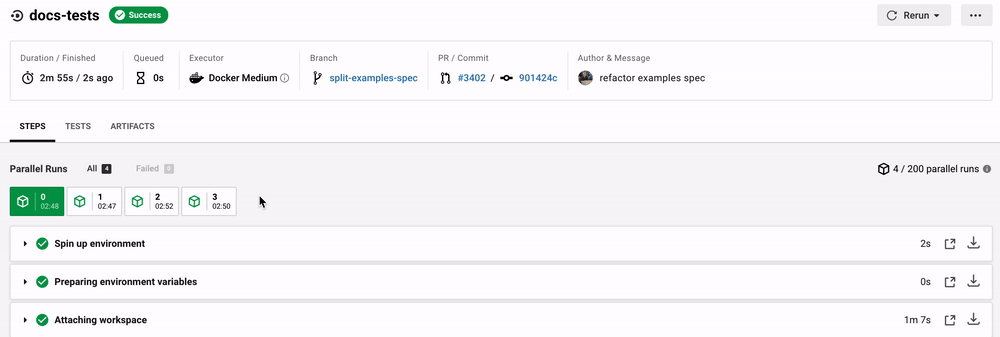 docs-tests Success Rerun
Duration / Finished Queued Executor Branch PR / Commit Author & Message
2m 55s / 2s ago 0s Docker Medium split-examples-spec #3402 / 901424c refactor examples spec
STEPS TESTS ARTIFACTS
Parallel Runs All 4 Failed 0 4 / 200 parallel runs
0 1 2 3
02:48 02:47 02:52 02:50
Spin up environment 2s
Preparing environment variables 0s
Attaching workspace 1m 7s